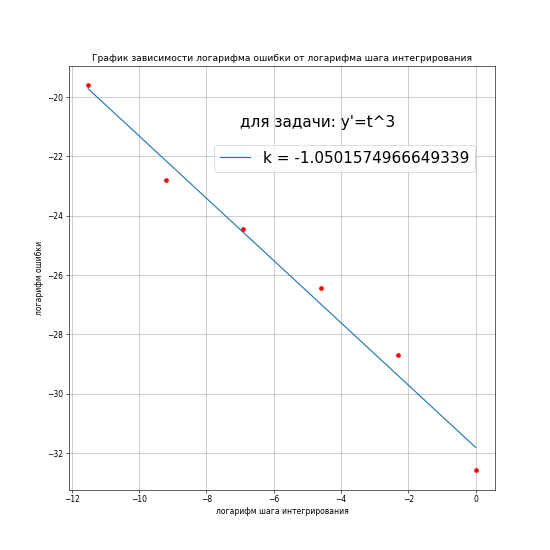 График зависимости логарифма ошибки от логарифма шага интегрирования
для задачи: y'=t^3
k = -1.0501574966649339
логарифм ошибки
−20
−22
−24
−26
−28
−30
−32
−12
−10
−8
−6
−4
−2
0
логарифм шага интегрирования